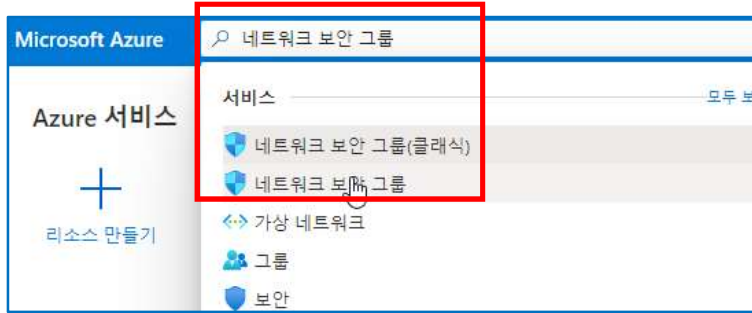 Microsoft Azure
네트워크 보안 그룹
Azure 서비스
리소스 만들기
서비스
모두 보
네트워크 보안 그룹(클래식)
네트워크 보안 그룹
가상 네트워크
그룹
보안